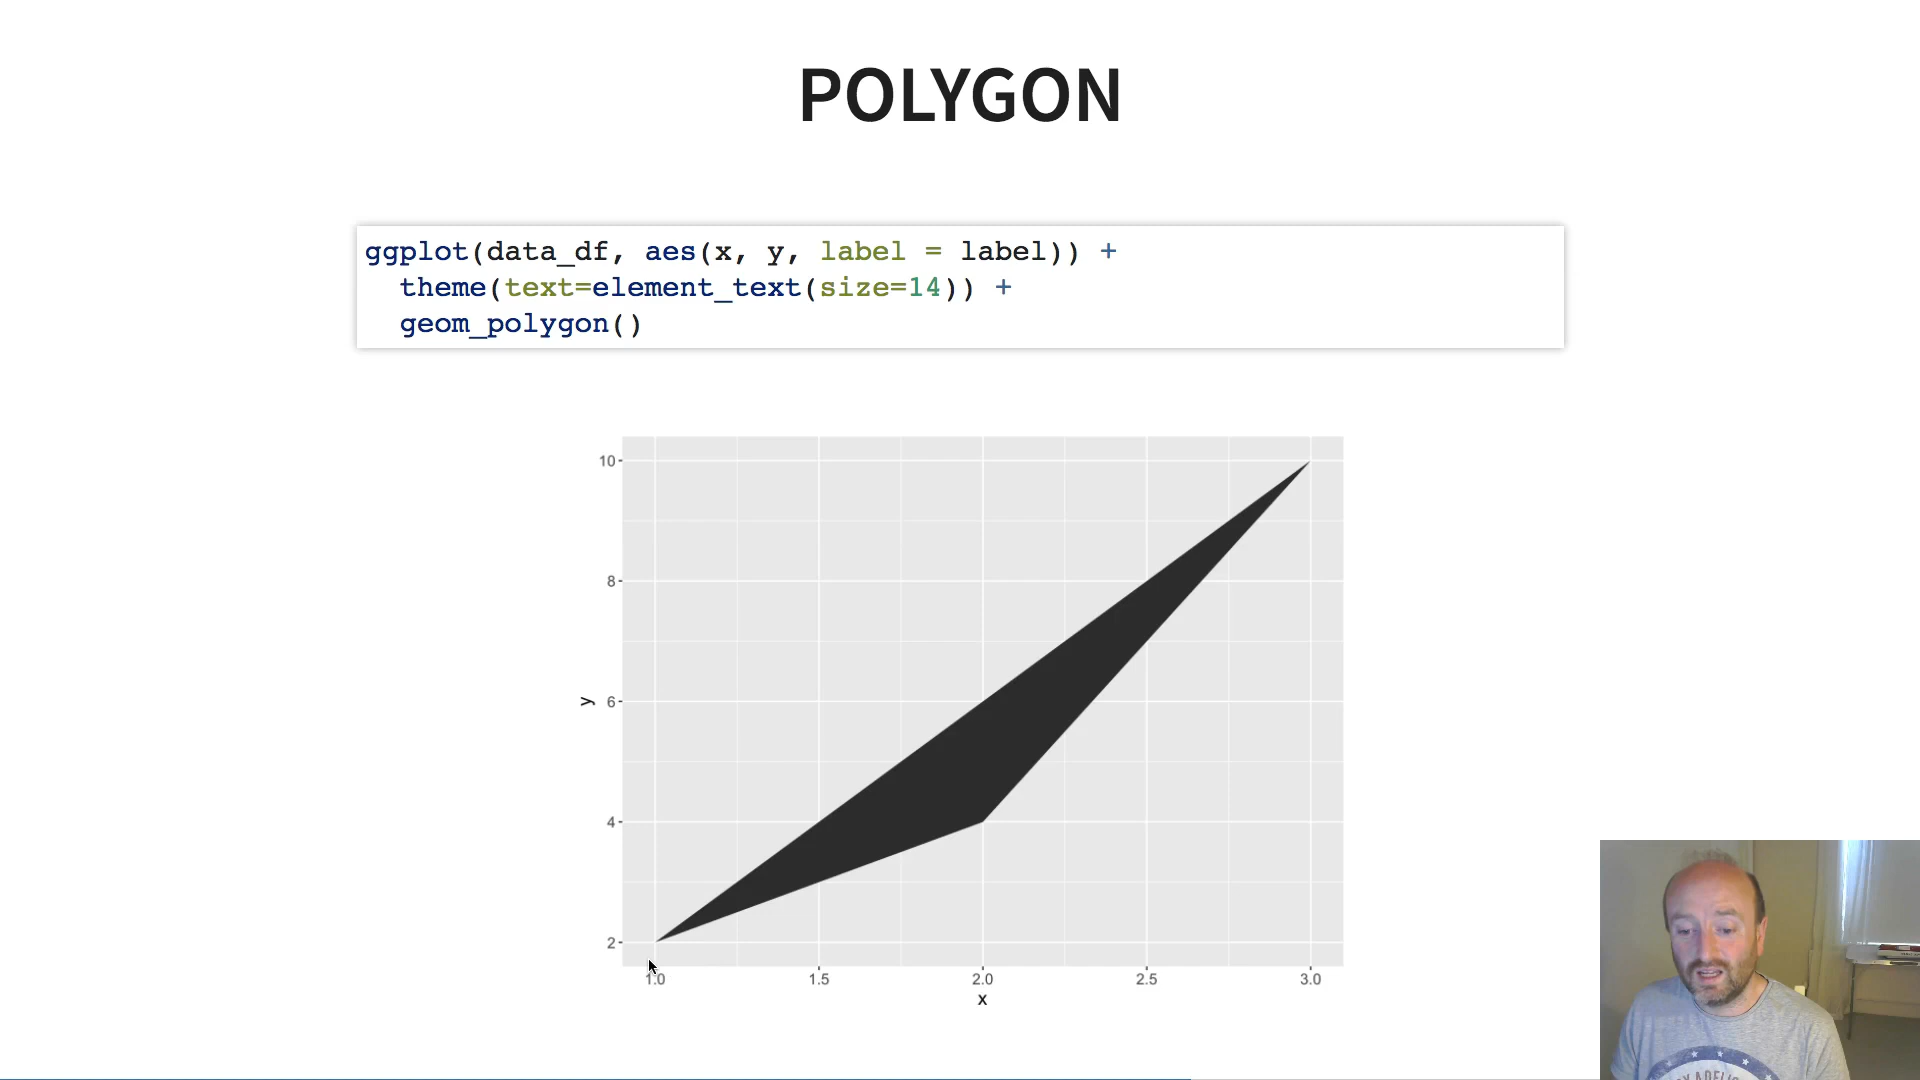 POLYGON
ggplot(data_df, aes(x, y, label = label)) +
theme(text=element_text(size=14)) +
geom_polygon()
10
8
6
4
2
y
1.0
1.5
2.0
2.5
3.0
x